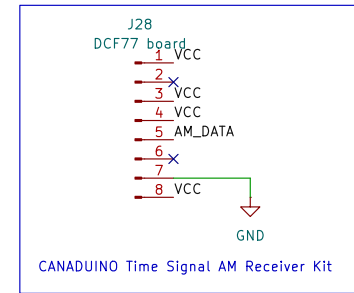 J28
DCF77 board
1 VCC
2
3 VCC
4 VCC
5 AM_DATA
6
7
8 VCC
GND
CANADUINO Time Signal AM Receiver Kit